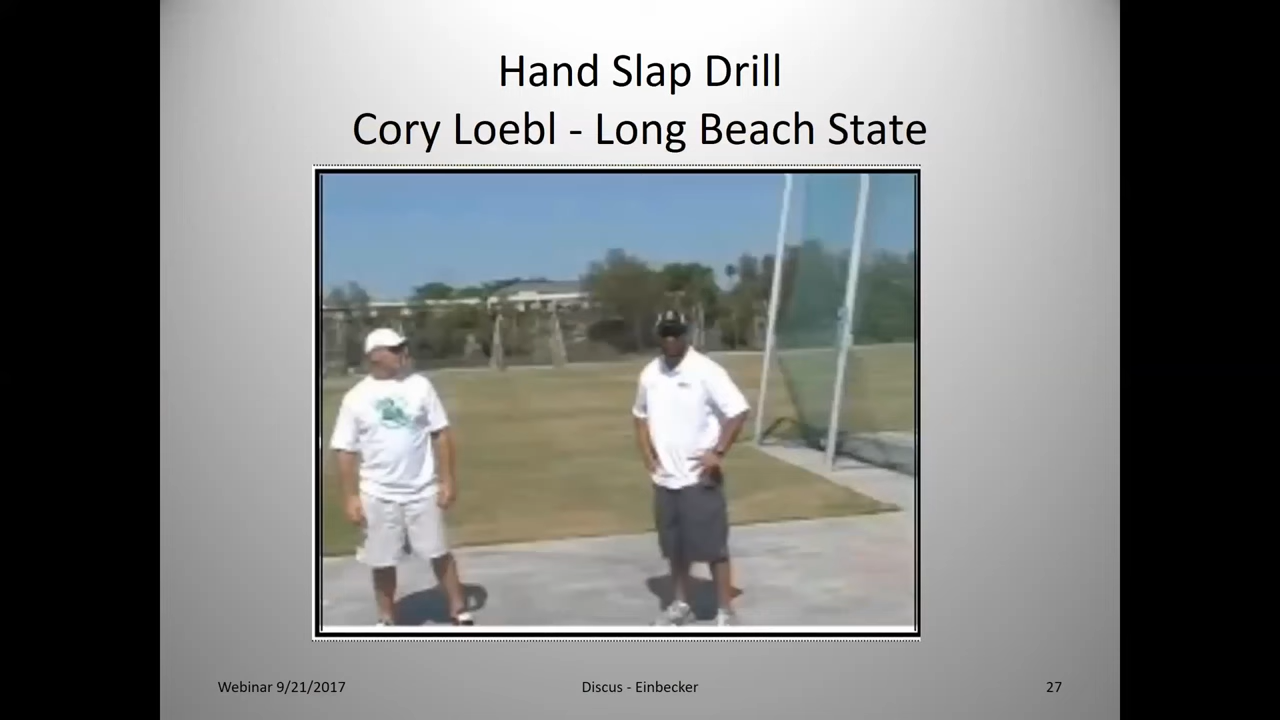 Hand Slap Drill
Cory Loebl - Long Beach State
Webinar 9/21/2017
Discus - Einbecker
27